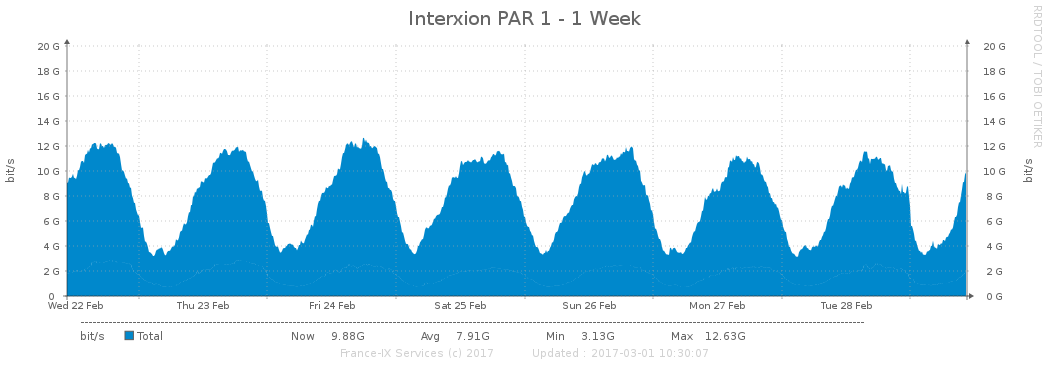 Interxion PAR 1 - 1 Week
RRDTOOL / TOBI OETIKER
bit/s
bit/s
20 G 20 G
18 G 18 G
16 G 16 G
14 G 14 G
12 G 12 G
10 G 10 G
8 G 8 G
6 G 6 G
4 G 4 G
2 G 2 G
0 0 G
Wed 22 Feb Thu 23 Feb Fri 24 Feb Sat 25 Feb Sun 26 Feb Mon 27 Feb Tue 28 Feb
bit/s Total Now 9.88G Avg 7.91G Min 3.13G Max 12.63G
France-IX Services (c) 2017 Updated : 2017-03-01 10:30:07